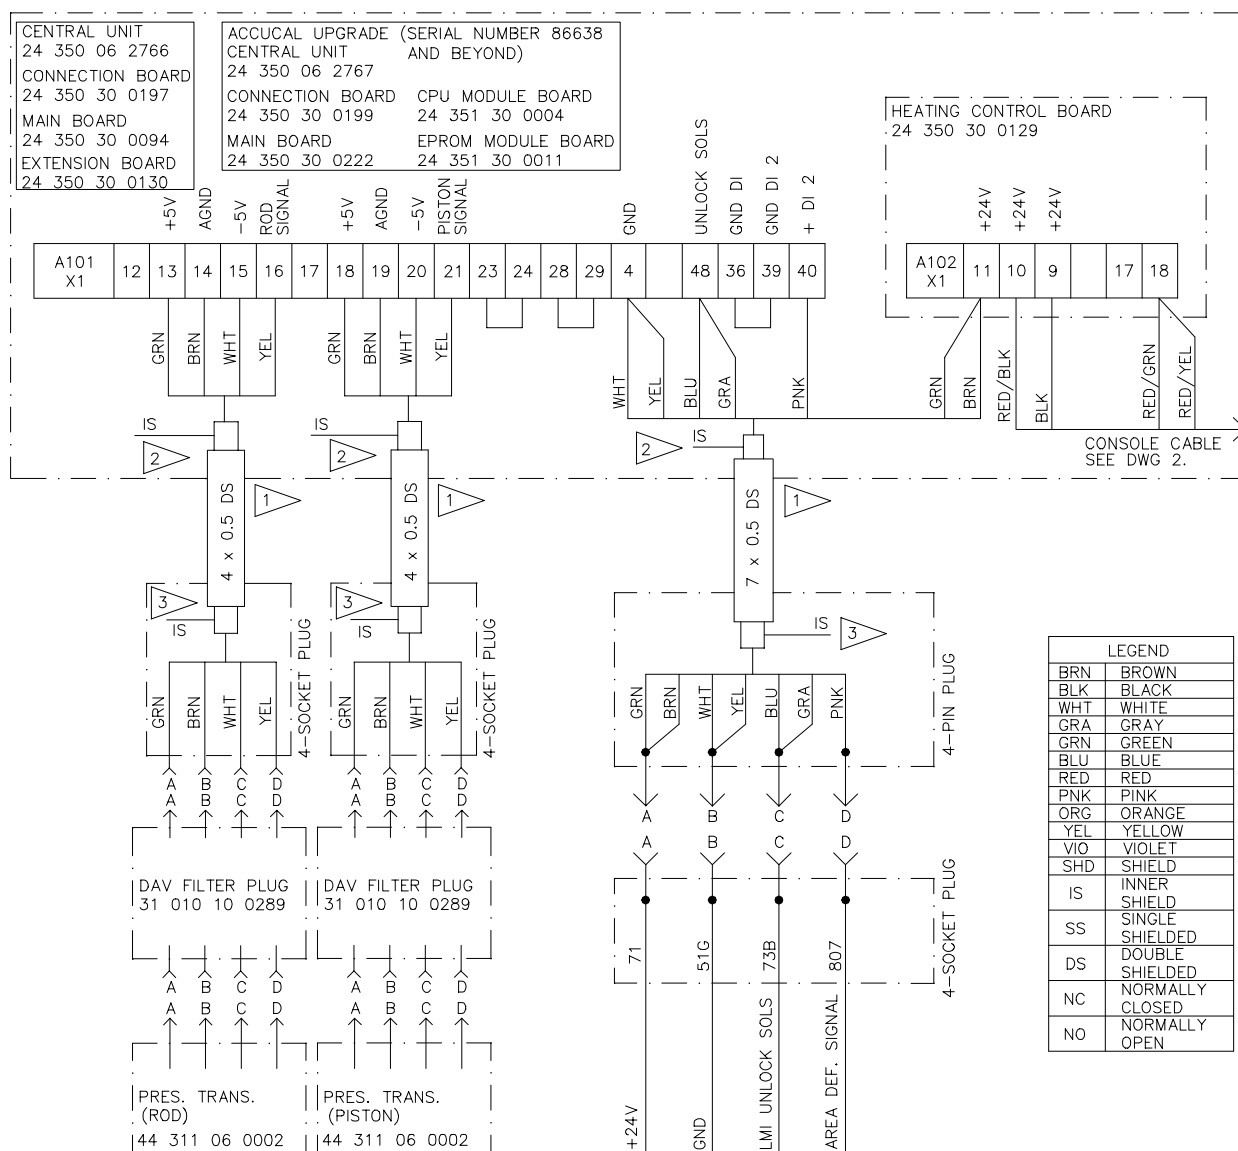 CENTRAL UNIT
24 350 06 2766
CONNECTION BOARD
24 350 30 0197
MAIN BOARD
24 350 30 0094
EXTENSION BOARD
24 350 30 0130
ACCUCAL UPGRADE (SERIAL NUMBER 86638
CENTRAL UNIT AND BEYOND)
24 350 06 2767
CONNECTION BOARD CPU MODULE BOARD
24 350 30 0199 24 351 30 0004
MAIN BOARD EPROM MODULE BOARD
24 350 30 0222 24 351 30 0011
HEATING CONTROL BOARD
24 350 30 0129
+5V
AGND
-5V
ROD
SIGNAL
+5V
AGND
-5V
PISTON
SIGNAL
GND
UNLOCK SOLS
GND DI
GND DI 2
+ DI 2
+24V
+24V
+24V
A101
X1
12 13 14 15 16 17 18 19 20 21 23 24 28 29 4 48 36 39 40
A102
X1
11 10 9 17 18
GRN BRN WHT YEL
GRN BRN WHT YEL
WHT YEL BLU GRA PNK
GRN BRN RED/BLK BLK RED/GRN RED/YEL
CONSOLE CABLE
SEE DWG 2.
IS
2
IS
2
IS
2
1
1
1
4 x 0.5 DS
4 x 0.5 DS
7 x 0.5 DS
3
IS
3
IS
IS
3
4-SOCKET PLUG
4-SOCKET PLUG
4-PIN PLUG
GRN BRN WHT YEL
GRN BRN WHT YEL
GRN BRN WHT YEL BLU GRA PNK
A B C D
A B C D
A B C D
A B C D
A B C D
A B C D
DAV FILTER PLUG
31 010 10 0289
DAV FILTER PLUG
31 010 10 0289
4-SOCKET PLUG
71 51G 73B 807
A B C D
A B C D
A B C D
A B C D
PRES. TRANS.
(ROD)
44 311 06 0002
PRES. TRANS.
(PISTON)
44 311 06 0002
+24V
GND
LMI UNLOCK SOLS
AREA DEF. SIGNAL
LEGEND
BRN BROWN
BLK BLACK
WHT WHITE
GRA GRAY
GRN GREEN
BLU BLUE
RED RED
PNK PINK
ORG ORANGE
YEL YELLOW
VIO VIOLET
SHD SHIELD
IS INNER
SHIELD
SS SINGLE
SHIELDED
DS DOUBLE
SHIELDED
NC NORMALLY
CLOSED
NO NORMALLY
OPEN